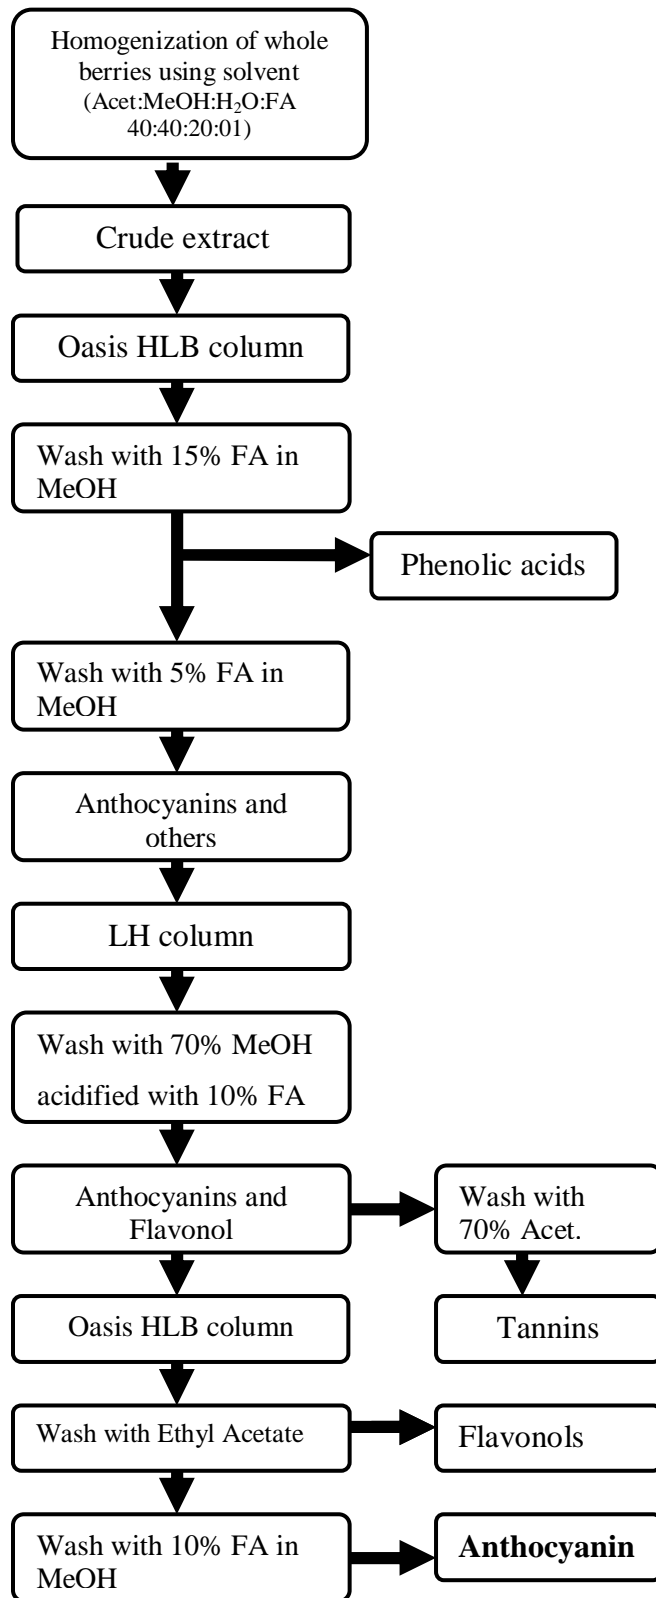 Homogenization of whole
berries using solvent
(Acet:MeOH:H₂O:FA
40:40:20:01)
Crude extract
Oasis HLB column
Wash with 15% FA in
MeOH
Phenolic acids
Wash with 5% FA in
MeOH
Anthocyanins and
others
LH column
Wash with 70% MeOH
acidified with 10% FA
Anthocyanins and
Flavonol
Wash with
70% Acet.
Oasis HLB column
Tannins
Wash with Ethyl Acetate
Flavonols
Wash with 10% FA in
MeOH
Anthocyanin